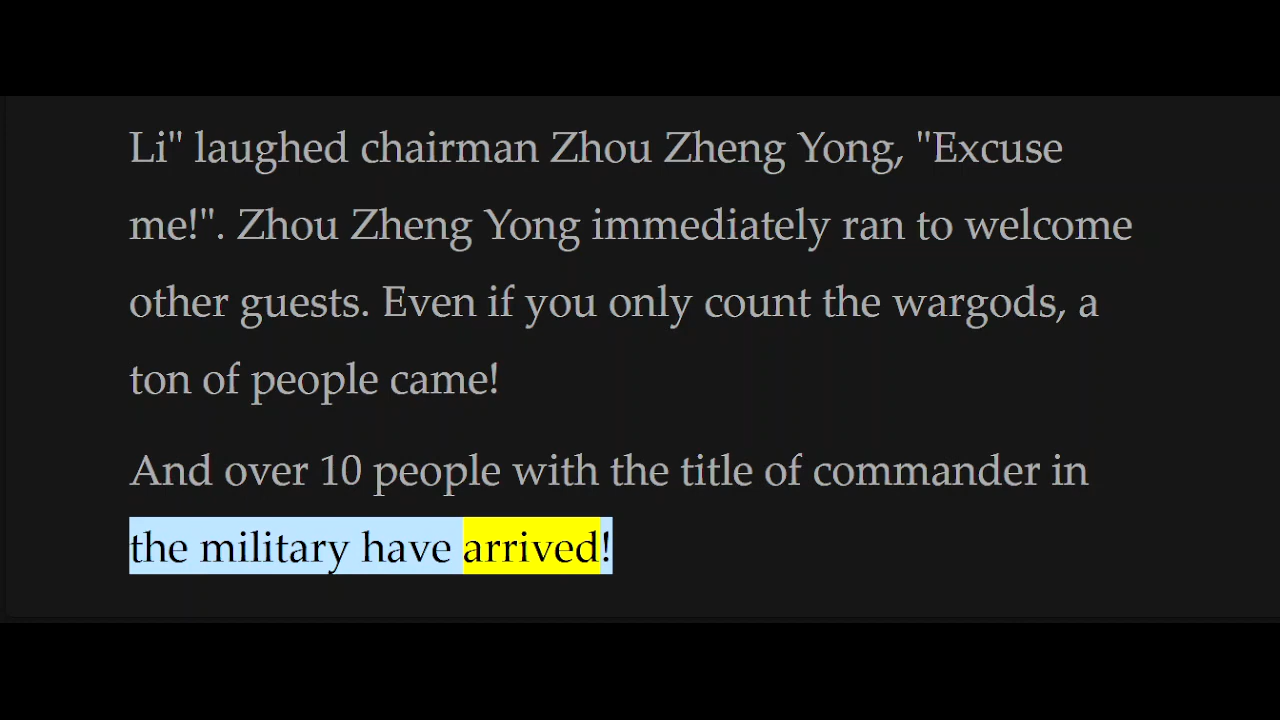 Li" laughed chairman Zhou Zheng Yong, "Excuse
me!". Zhou Zheng Yong immediately ran to welcome
other guests. Even if you only count the wargods, a
ton of people came!
And over 10 people with the title of commander in
the military have arrived!